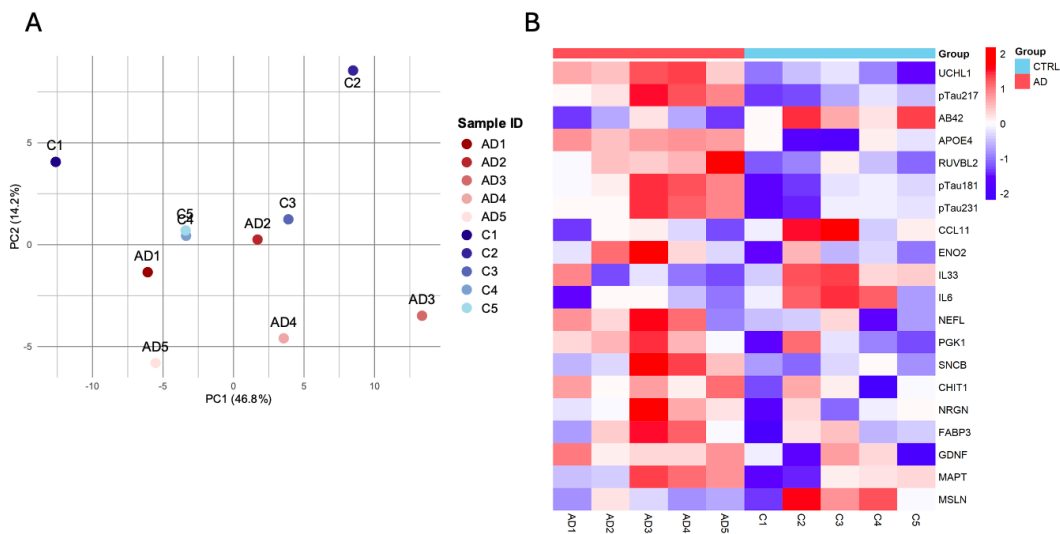 A
C2
C1
C3
C5
C4
AD2
AD1
AD3
AD4
AD5
5
0
-5
-10
-5
0
5
10
PC1 (46.8%)
PC2 (14.2%)
Sample ID
AD1
AD2
AD3
AD4
AD5
C1
C2
C3
C4
C5
B
Group
UCHL1
pTau217
AB42
APOE4
RUVBL2
pTau181
pTau231
CCL11
ENO2
IL33
IL6
NEFL
PGK1
SNCB
CHIT1
NRGN
FABP3
GDNF
MAPT
MSLN
AD1
AD2
AD3
AD4
AD5
C1
C2
C3
C4
C5
2
1
0
-1
-2
Group
CTRL
AD